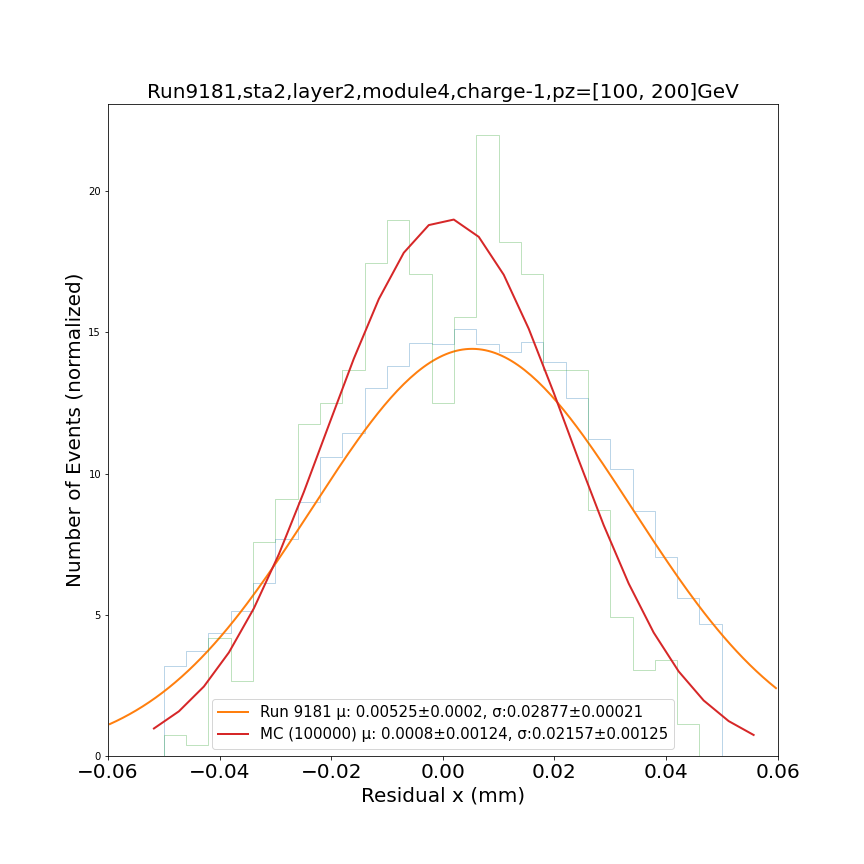 Run9181,sta2,layer2,module4,charge-1,pz=[100, 200]GeV
Number of Events (normalized)
20
15
10
5
0
Run 9181 μ: 0.00525±0.0002, σ:0.02877±0.00021
MC (100000) μ: 0.0008±0.00124, σ:0.02157±0.00125
−0.06 −0.04 −0.02 0.00 0.02 0.04 0.06
Residual x (mm)